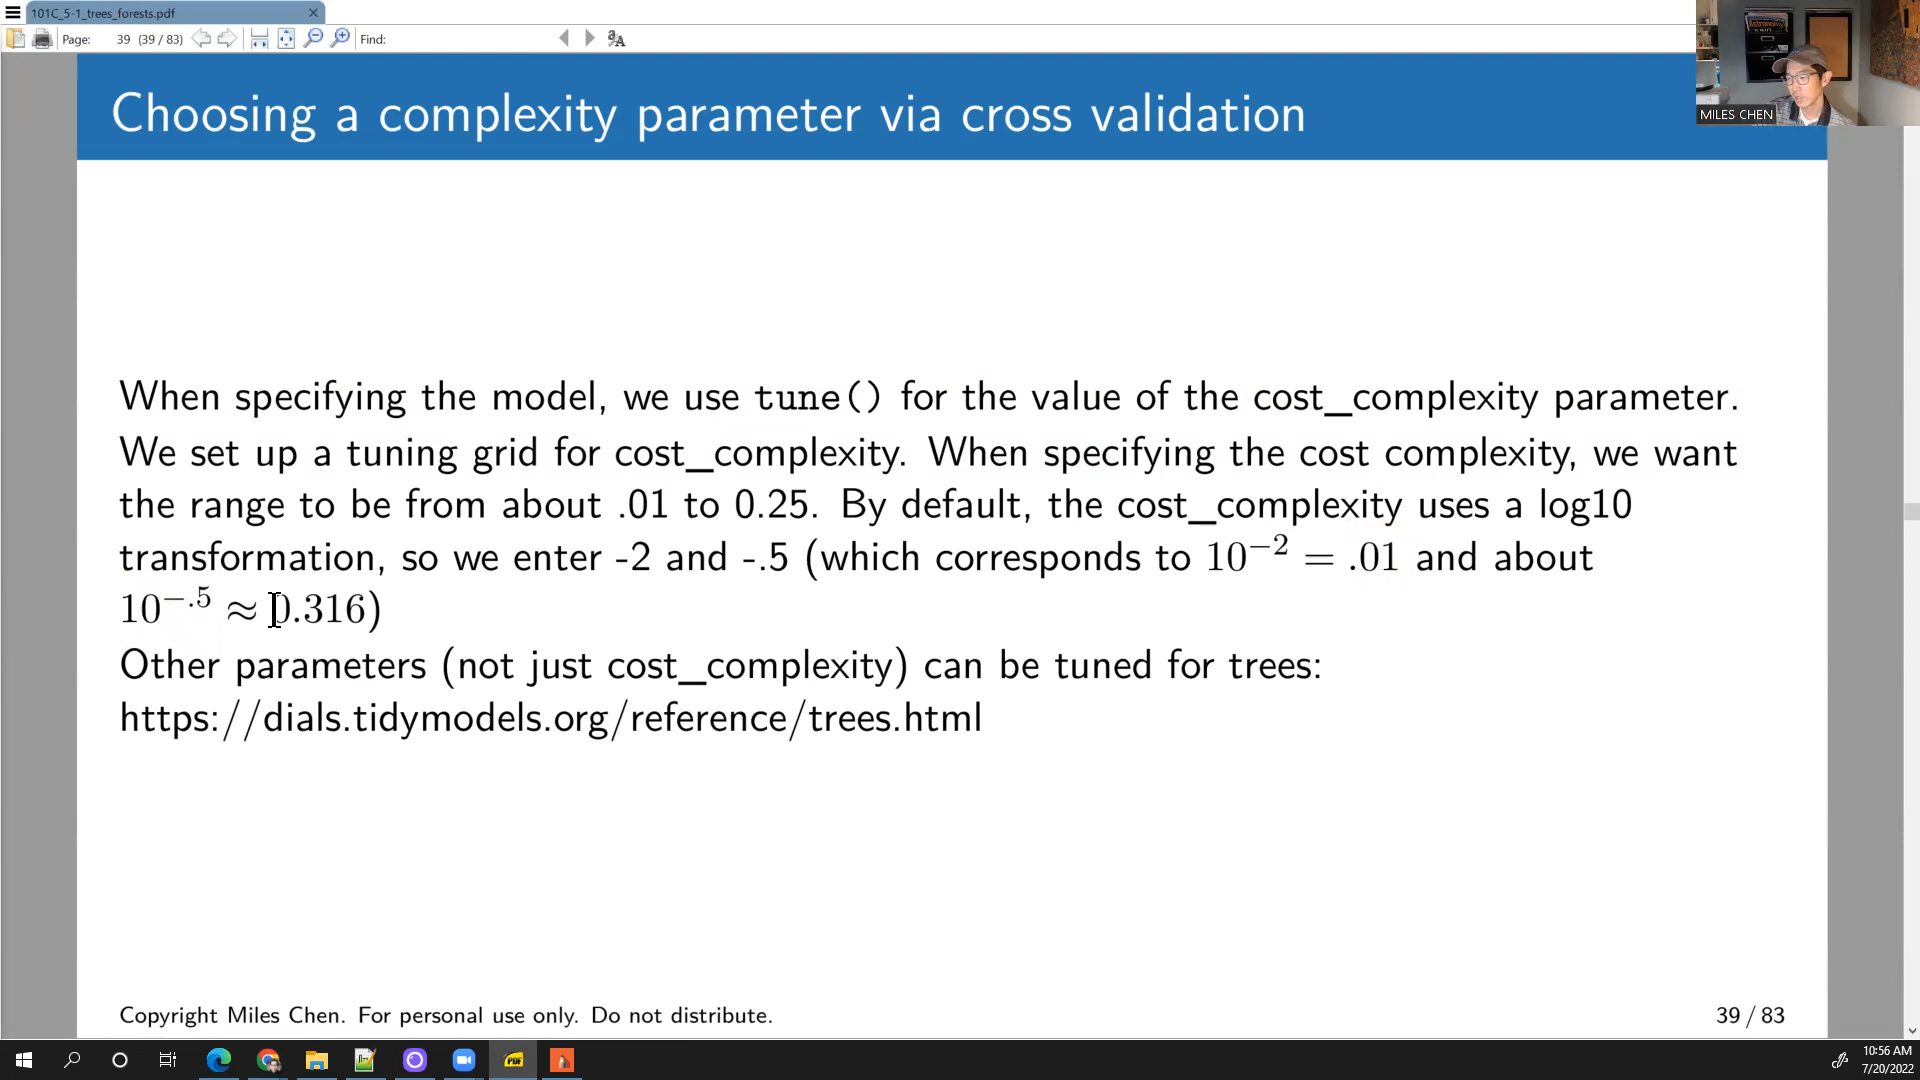 101C_5-1_trees_forests.pdf
Page: 39 (39 / 83) Find:
MILES CHEN
Choosing a complexity parameter via cross validation
When specifying the model, we use tune() for the value of the cost_complexity parameter.
We set up a tuning grid for cost_complexity. When specifying the cost complexity, we want
the range to be from about .01 to 0.25. By default, the cost_complexity uses a log10
transformation, so we enter -2 and -.5 (which corresponds to 10^{-2} = .01 and about
10^{-.5} ≈ 0.316)
Other parameters (not just cost_complexity) can be tuned for trees:
https://dials.tidymodels.org/reference/trees.html
Copyright Miles Chen. For personal use only. Do not distribute.
39 / 83
10:56 AM
7/20/2022